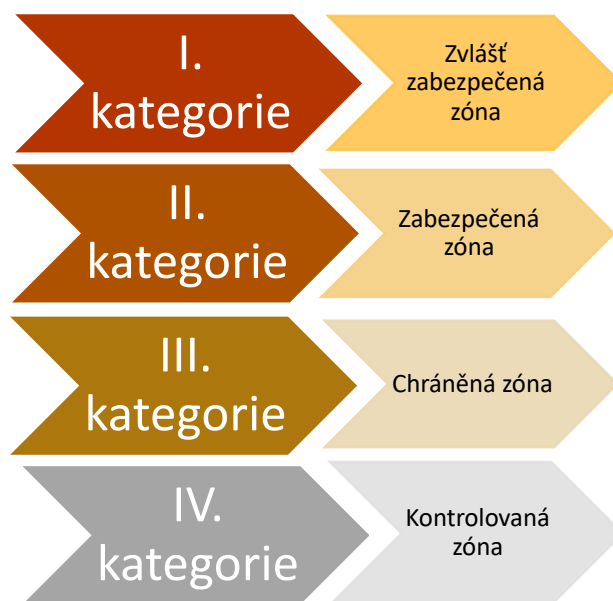 I.
kategorie
Zvlášť
zabezpečená
zóna
II.
kategorie
Zabezpečená
zóna
III.
kategorie
Chráněná zóna
IV.
kategorie
Kontrolovaná
zóna